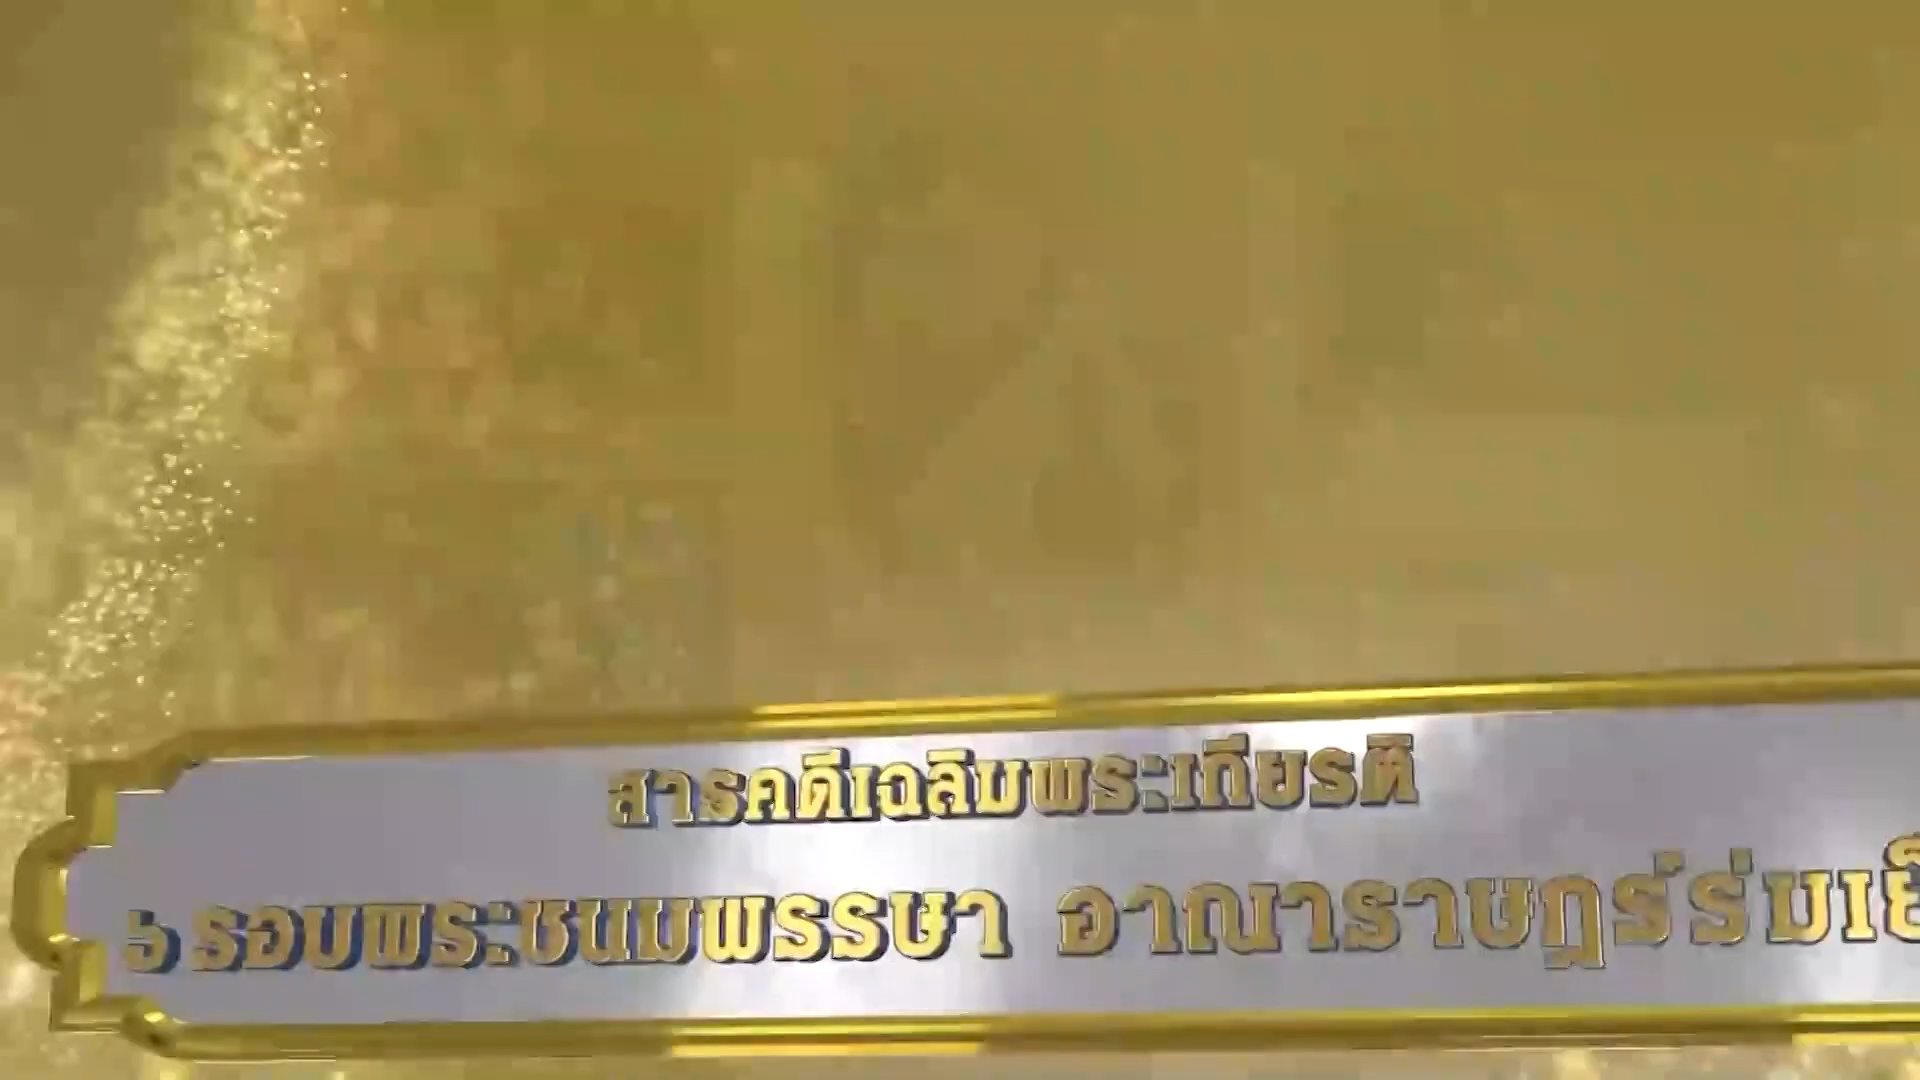 สารคดีเฉลิมพระเกียรติ
๖ รอบพระชนมพรรษา อาณาราษฎร์ร่มเย็